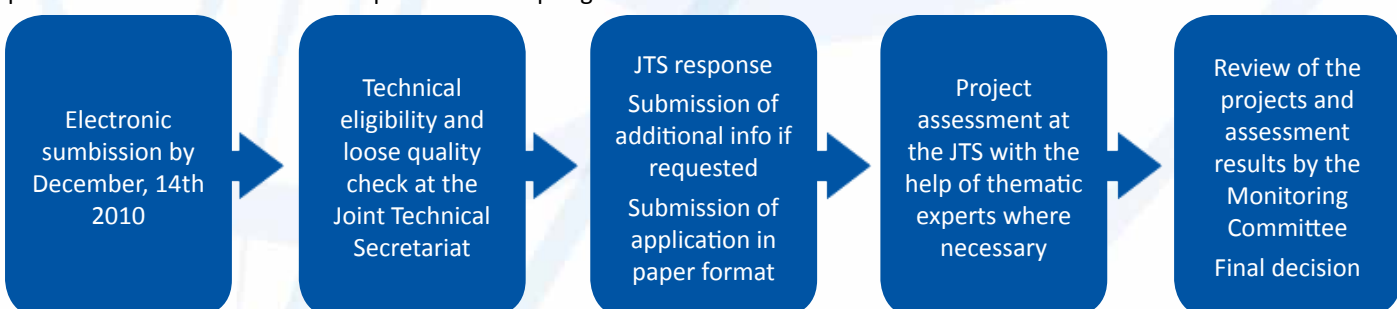 Electronic
sumbission by
December, 14th
2010
Technical
eligibility and
loose quality
check at the
Joint Technical
Secretariat
JTS response
Submission of
additional info if
requested
Submission of
application in
paper format
Project
assessment at
the JTS with the
help of thematic
experts where
necessary
Review of the
projects and
assessment
results by the
Monitoring
Committee
Final decision